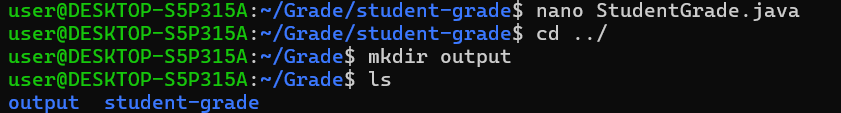 user@DESKTOP-S5P315A:~/Grade/student-grade$ nano StudentGrade.java
user@DESKTOP-S5P315A:~/Grade/student-grade$ cd ../
user@DESKTOP-S5P315A:~/Grade$ mkdir output
user@DESKTOP-S5P315A:~/Grade$ ls
output  student-grade